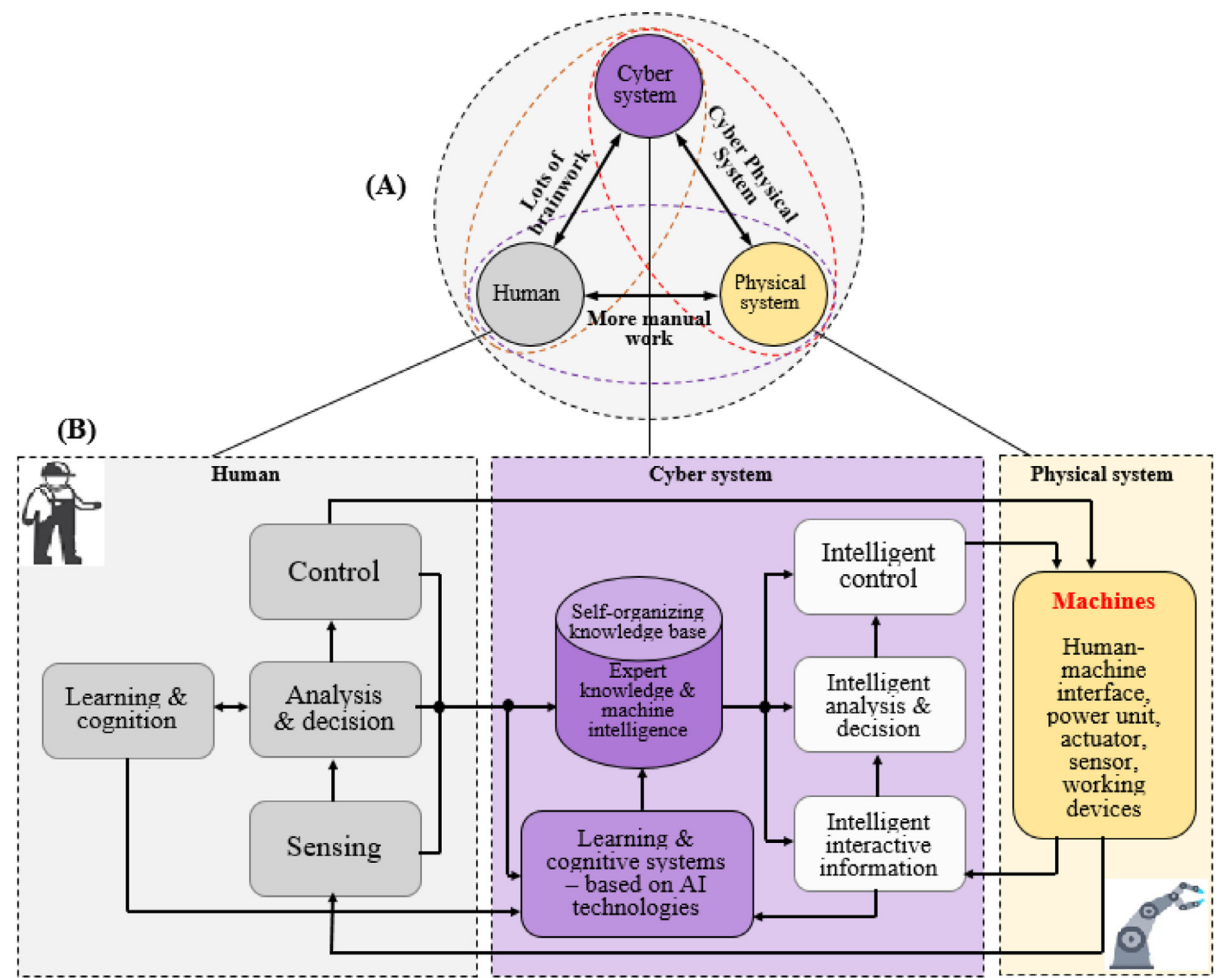 Cyber
system
(A)
Lots of
brainwork
Cyber Physical
System
Human
Physical
system
More manual
work
(B)
Human
Cyber system
Physical system
Control
Learning &
cognition
Analysis
& decision
Sensing
Self-organizing
knowledge base
Expert
knowledge &
machine
intelligence
Learning &
cognitive systems
– based on AI
technologies
Intelligent
control
Intelligent
analysis &
decision
Intelligent
interactive
information
Machines
Human-
machine
interface,
power unit,
actuator,
sensor,
working
devices